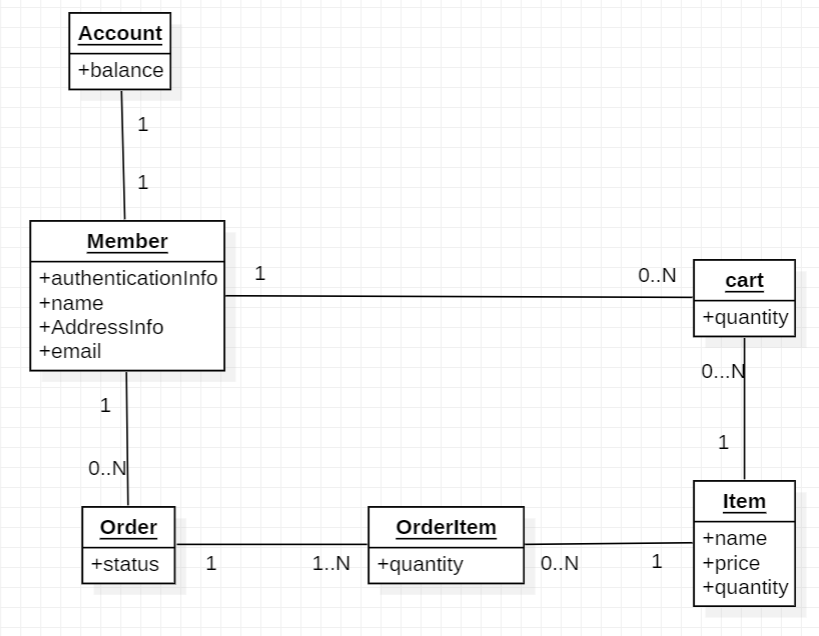 Account
+balance
1
1
Member
+authenticationInfo
+name
+AddressInfo
+email
1
0..N
cart
+quantity
0...N
1
1
0..N
Item
+name
+price
+quantity
Order
+status
1
1..N
OrderItem
+quantity
0..N
1